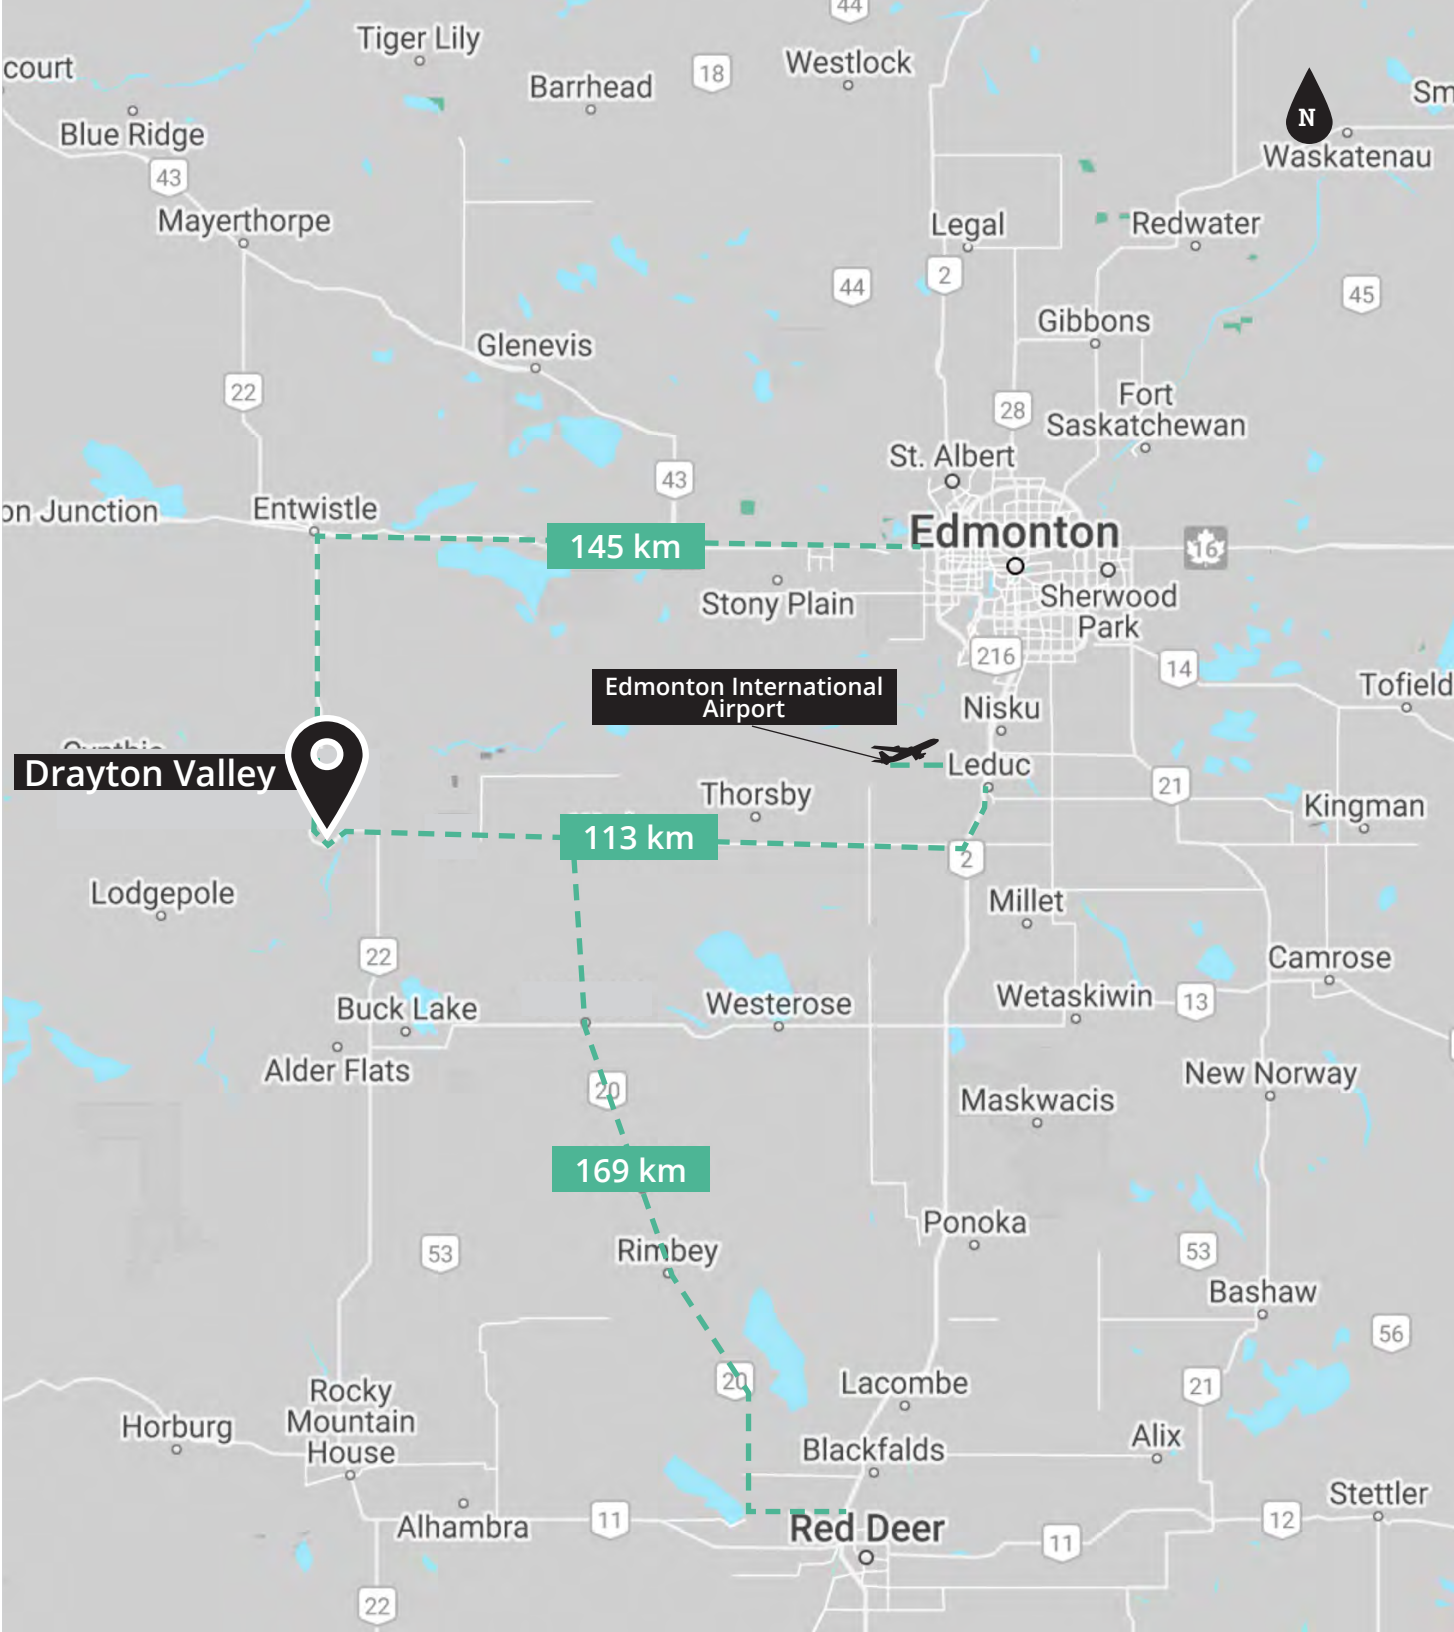 44
Tiger Lily
court
Westlock
18
Barrhead
Sm
N
Blue Ridge
Waskatenau
43
Mayerthorpe
Legal
Redwater
2
44
45
Gibbons
Glenevis
22
28
Fort
Saskatchewan
St. Albert
43
on Junction
Entwistle
Edmonton
145 km
16
Stony Plain
Sherwood
Park
216
14
Edmonton International
Airport
Tofield
Nisku
Drayton Valley
Leduc
21
Thorsby
Kingman
113 km
2
Lodgepole
Millet
22
Camrose
Buck Lake
Westerose
Wetaskiwin
13
Alder Flats
New Norway
20
Maskwacis
169 km
Ponoka
53
Rimbey
53
Bashaw
56
20
Lacombe
21
Rocky
Mountain
House
Horburg
Blackfalds
Alix
Stettler
Alhambra
11
Red Deer
11
12
22